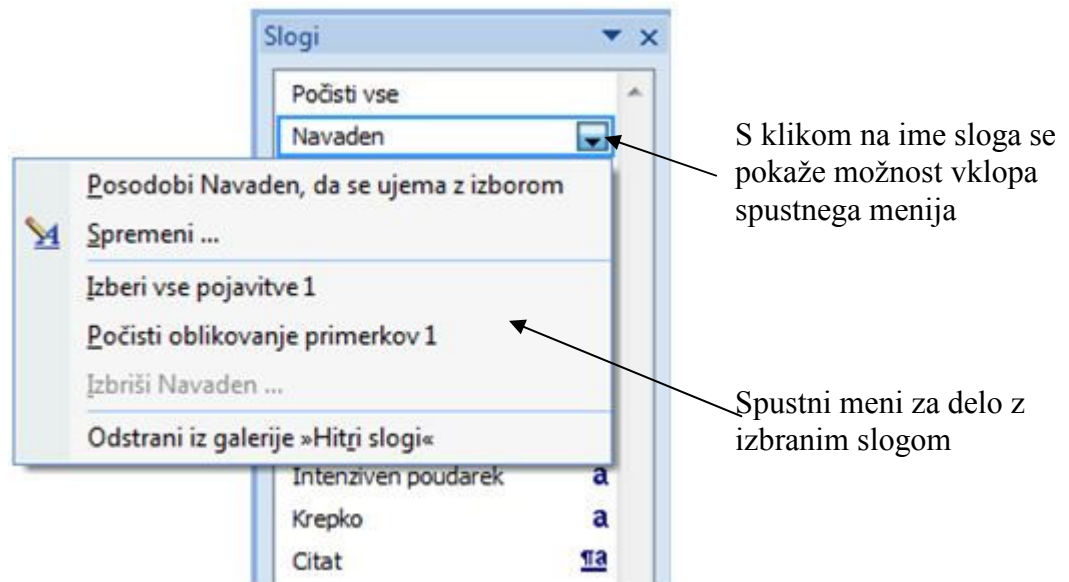 Slogi
Počisti vse
Navaden
Posodobi Navaden, da se ujema z izborom
Spremeni ...
Izberi vse pojavitve 1
Počisti oblikovanje primerkov 1
Izbriši Navaden ...
Odstrani iz galerije »Hitri slogi«
Intenziven poudarek a
Krepko a
Citat ¶a
S klikom na ime sloga se
pokaže možnost vklopa
spustnega menija
Spustni meni za delo z
izbranim slogom